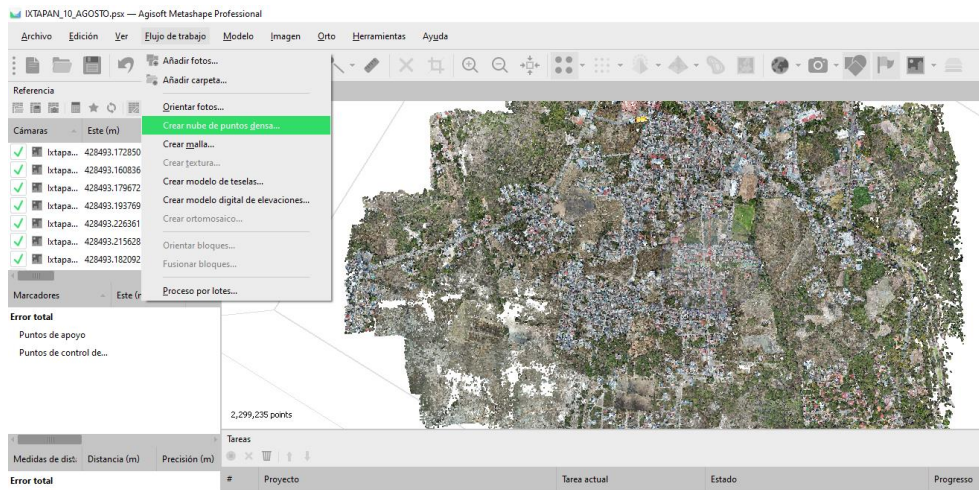 IXTAPAN_10_AGOSTO.psx — Agisoft Metashape Professional
Archivo Edición Ver Flujo de trabajo Modelo Imagen Orto Herramientas Ayuda
Añadir fotos...
Añadir carpeta...
Orientar fotos...
Crear nube de puntos densa...
Crear malla...
Crear textura...
Crear modelo de teselas...
Crear modelo digital de elevaciones...
Crear ortomosaico...
Orientar bloques...
Fusionar bloques...
Proceso por lotes...
Referencia
Cámaras Este (m)
Ixtapa... 428493.172850
Ixtapa... 428493.160836
Ixtapa... 428493.179672
Ixtapa... 428493.193769
Ixtapa... 428493.226361
Ixtapa... 428493.215628
Ixtapa... 428493.182092
Marcadores Este
Error total
Puntos de apoyo
Puntos de control de...
2,299,235 points
Medidas de dist. Distancia (m) Precisión (m)
Error total
Tareas
# Proyecto Tarea actual Estado Progreso